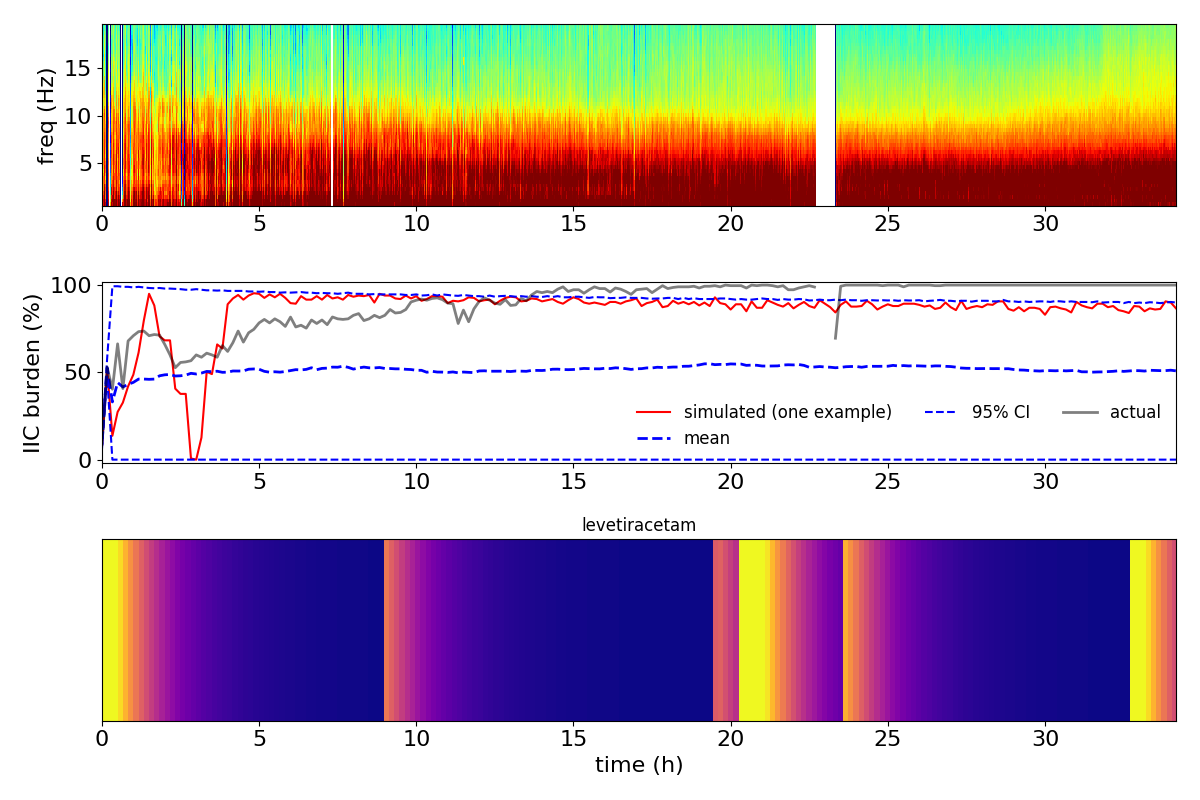 freq (Hz)
15
10
5
0 5 10 15 20 25 30
IIC burden (%)
100
50
0
simulated (one example) 95% CI actual
mean
0 5 10 15 20 25 30
levetiracetam
0 5 10 15 20 25 30
time (h)